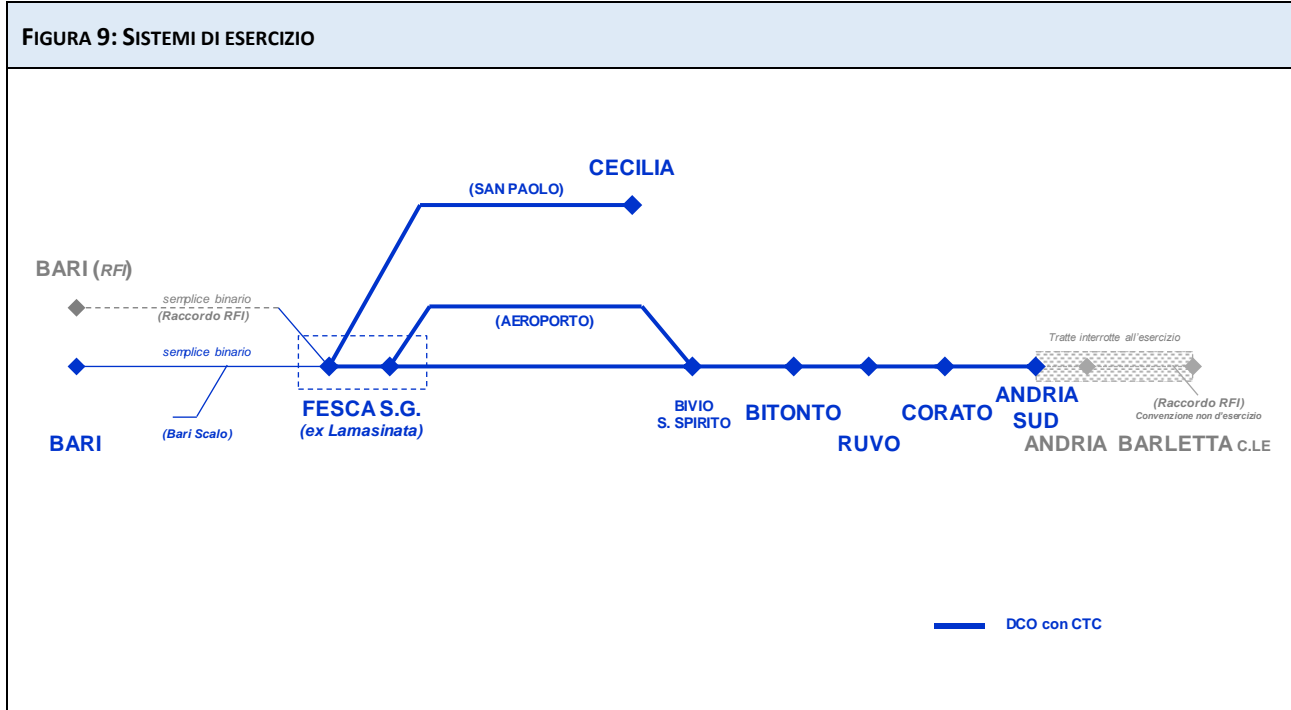 FIGURA 9: SISTEMI DI ESERCIZIO
CECILIA
(SAN PAOLO)
BARI (RFI)
semplice binario
(Raccordo RFI)
(AEROPORTO)
semplice binario
Tratte interrotte all'esercizio
FESCA S.G.
(ex Lamasinata)
(Bari Scalo)
BARI
BIVIO
S. SPIRITO
BITONTO
RUVO
CORATO
ANDRIA
SUD
(Raccordo RFI)
Convenzione non d'esercizio
ANDRIA
BARLETTA C.LE
DCO con CTC